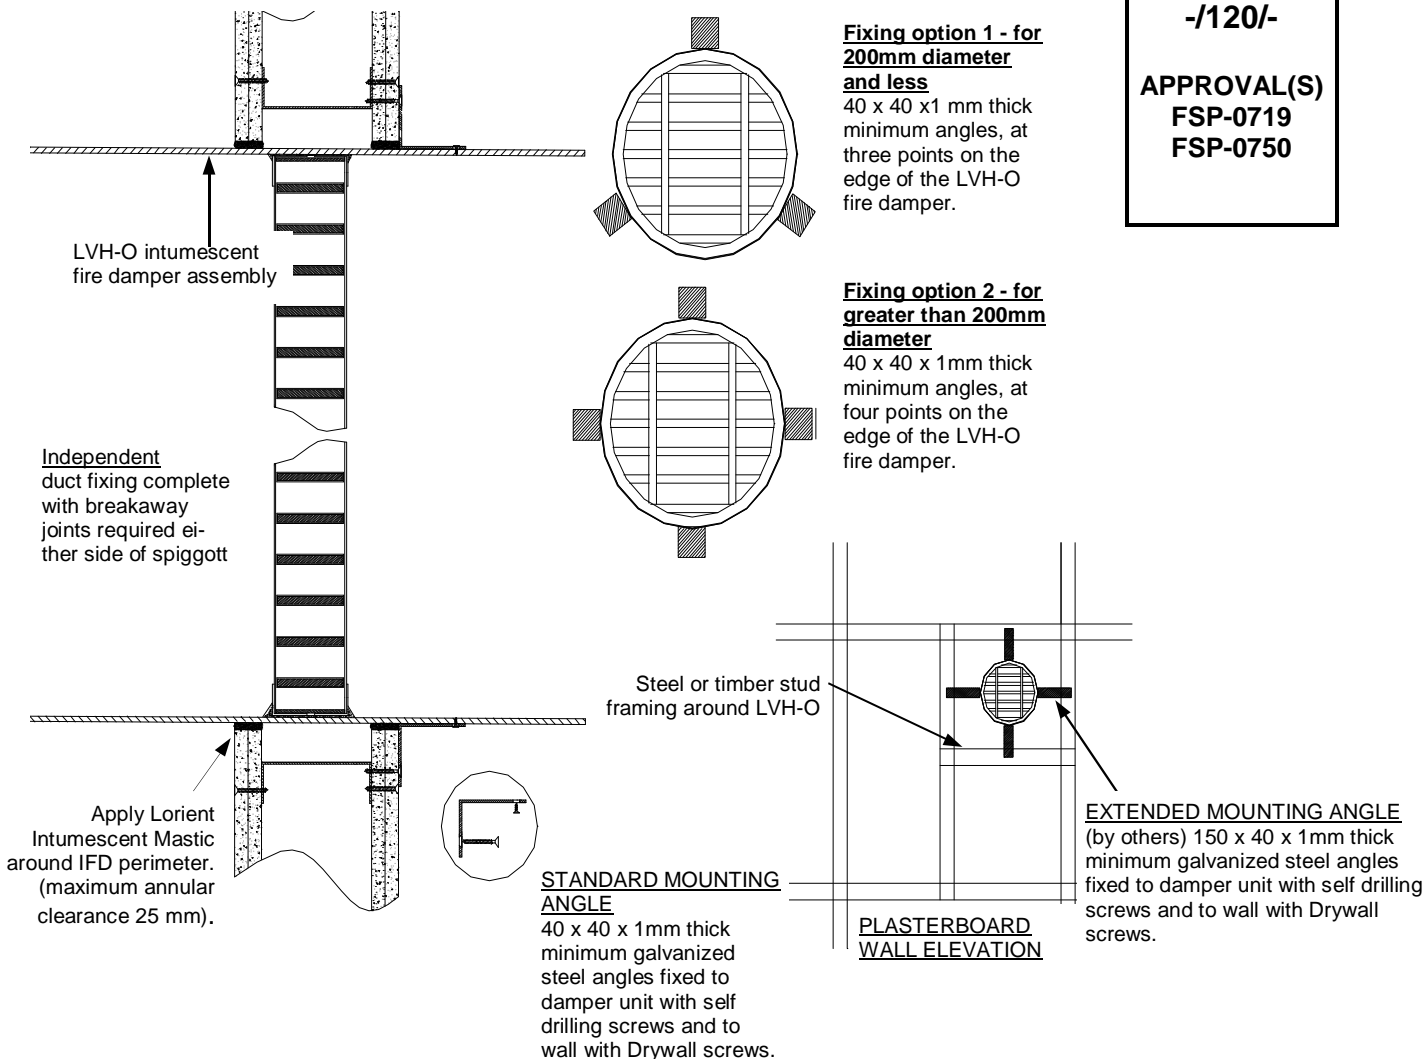 -/120/-
APPROVAL(S)
FSP-0719
FSP-0750
Fixing option 1 - for
200mm diameter
and less
40 x 40 x1 mm thick
minimum angles, at
three points on the
edge of the LVH-O
fire damper.
LVH-O intumescent
fire damper assembly
Fixing option 2 - for
greater than 200mm
diameter
40 x 40 x 1mm thick
minimum angles, at
four points on the
edge of the LVH-O
fire damper.
Independent
duct fixing complete
with breakaway
joints required ei-
ther side of spiggott
Steel or timber stud
framing around LVH-O
Apply Lorient
Intumescent Mastic
around IFD perimeter.
(maximum annular
clearance 25 mm).
STANDARD MOUNTING
ANGLE
40 x 40 x 1mm thick
minimum galvanized
steel angles fixed to
damper unit with self
drilling screws and to
wall with Drywall screws.
PLASTERBOARD
WALL ELEVATION
EXTENDED MOUNTING ANGLE
(by others) 150 x 40 x 1mm thick
minimum galvanized steel angles
fixed to damper unit with self drilling
screws and to wall with Drywall
screws.